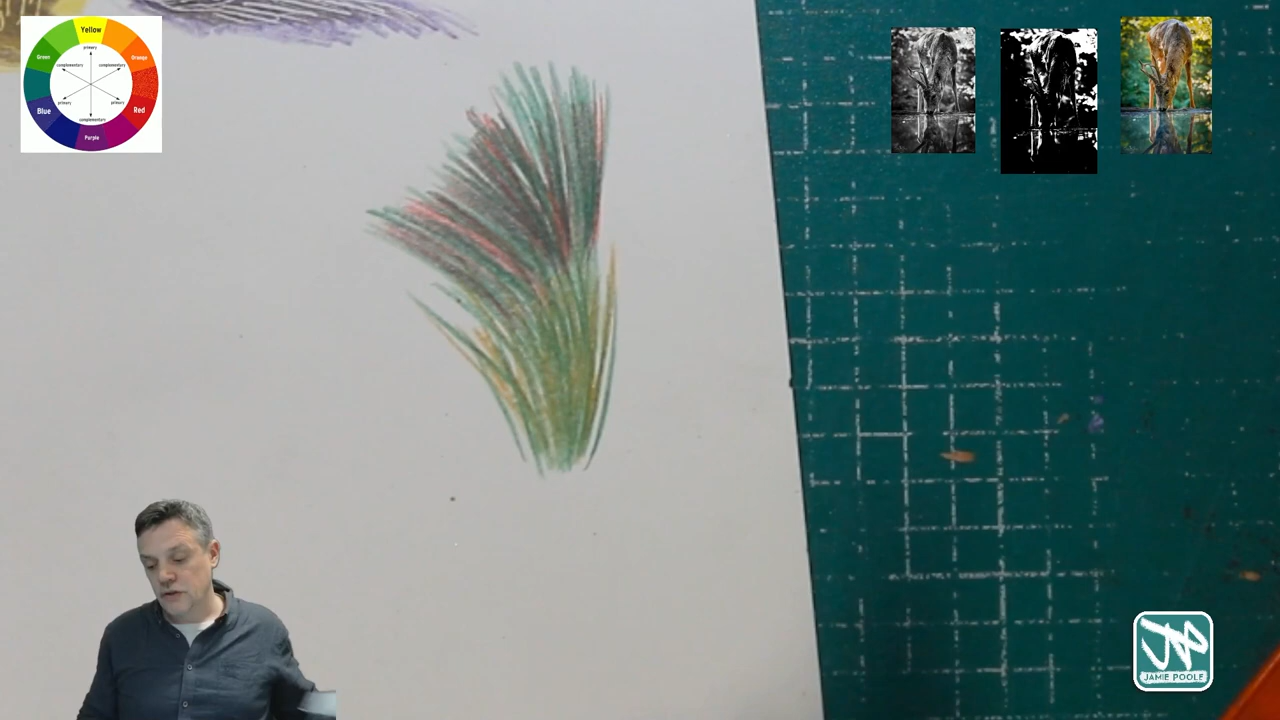 Yellow
primary
Green
Orange
complementary
complementary
Blue
primary
primary
Red
complementary
Purple
JAMIE POOLE